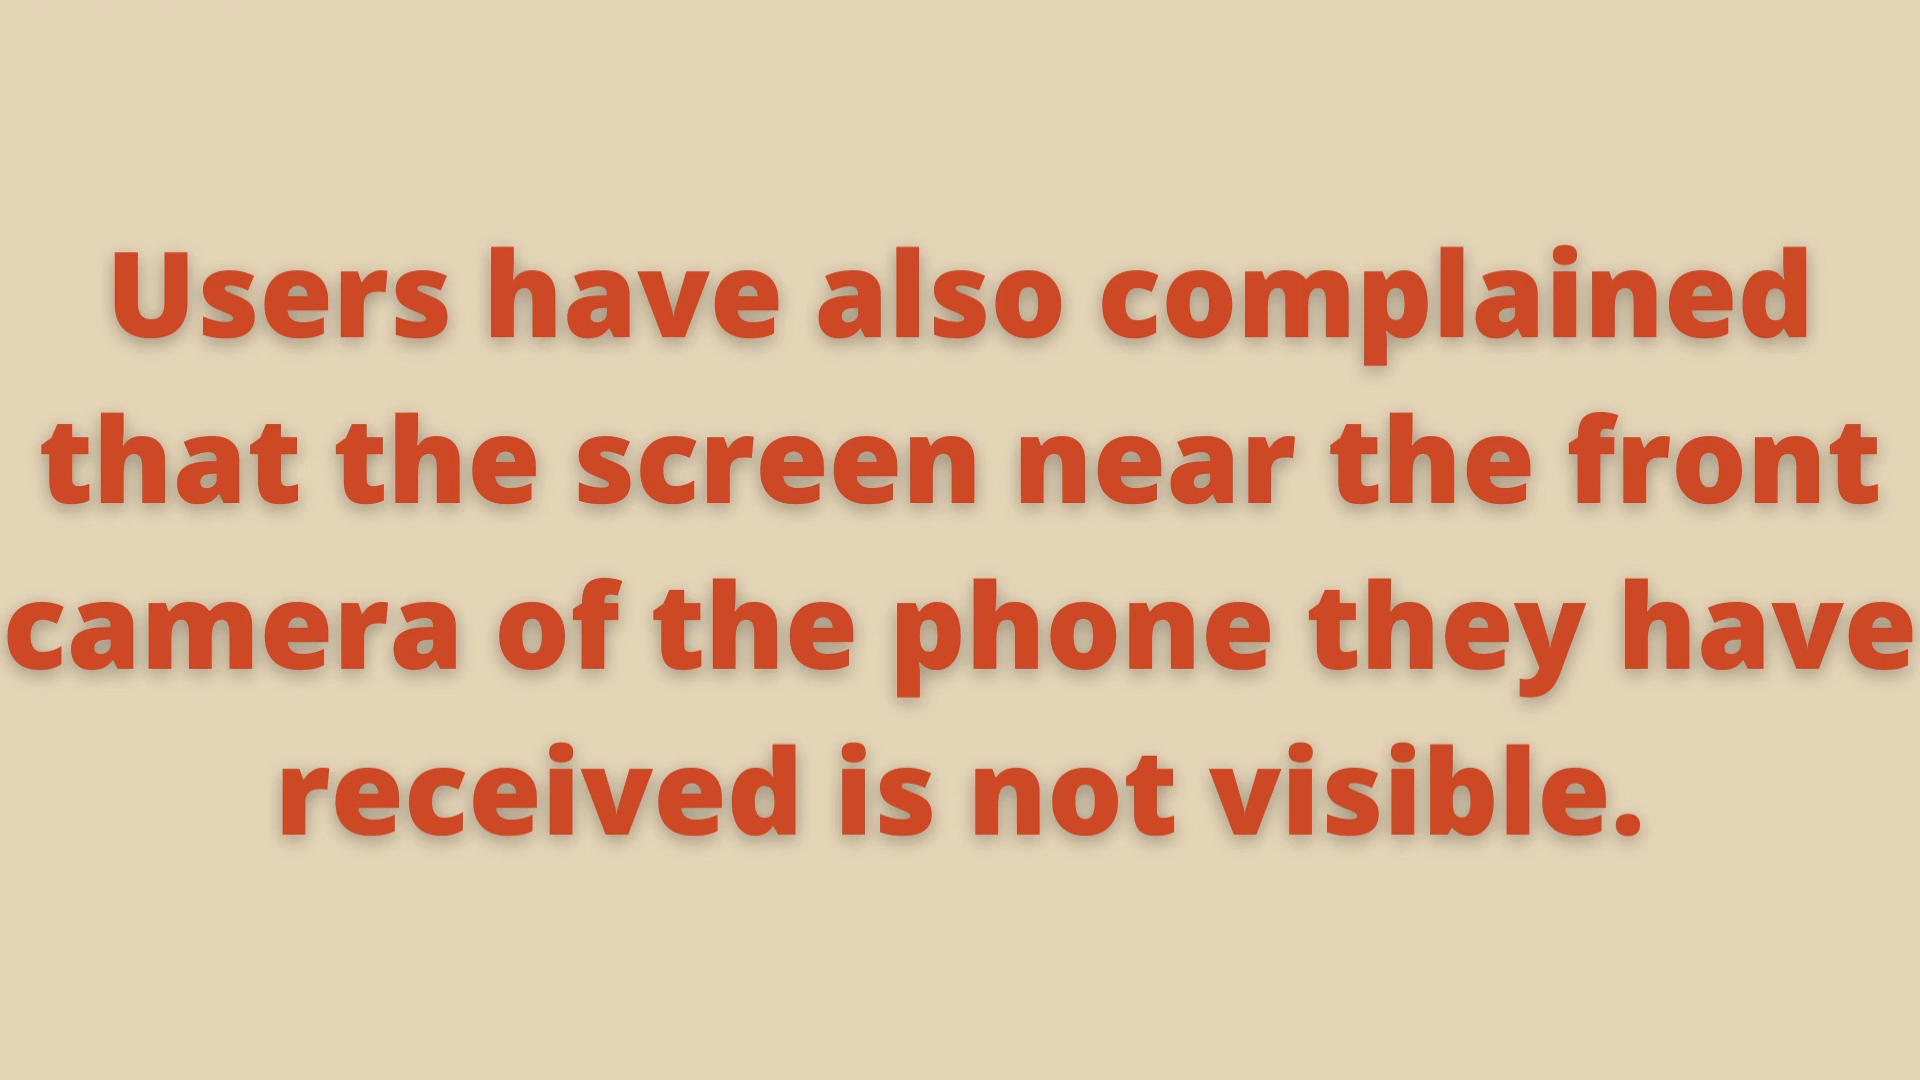 Users have also complained
that the screen near the front
camera of the phone they have
received is not visible.